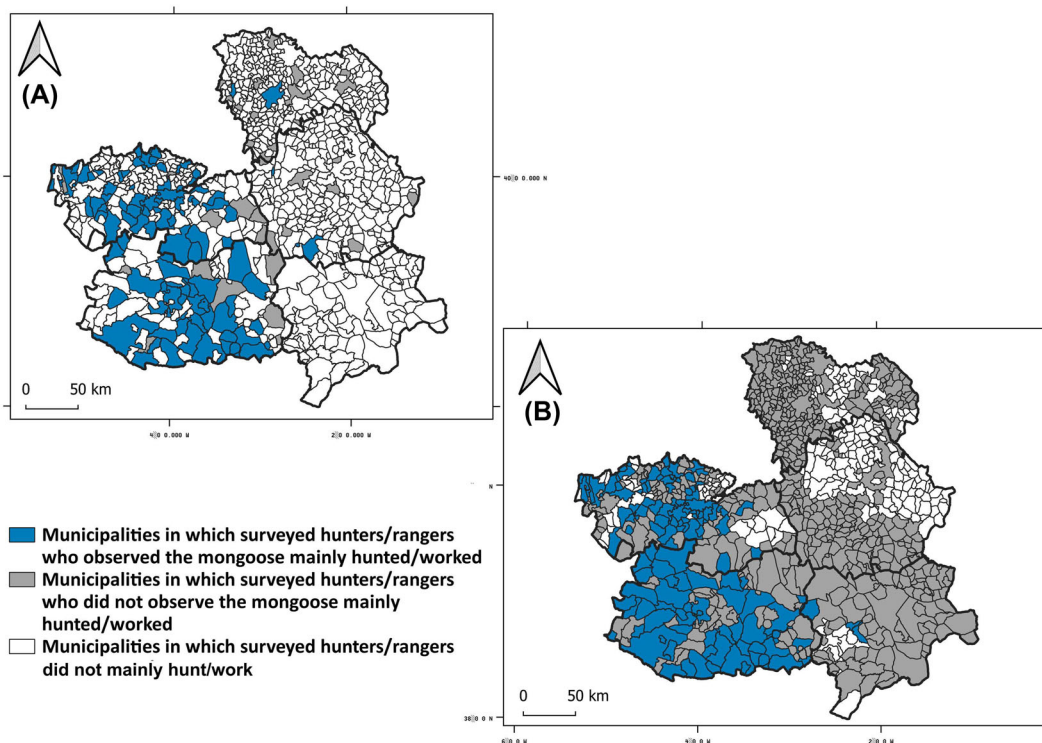 (A)
0 50 km
Municipalities in which surveyed hunters/rangers
who observed the mongoose mainly hunted/worked
Municipalities in which surveyed hunters/rangers
who did not observe the mongoose mainly
hunted/worked
Municipalities in which surveyed hunters/rangers
did not mainly hunt/work
(B)
0 50 km